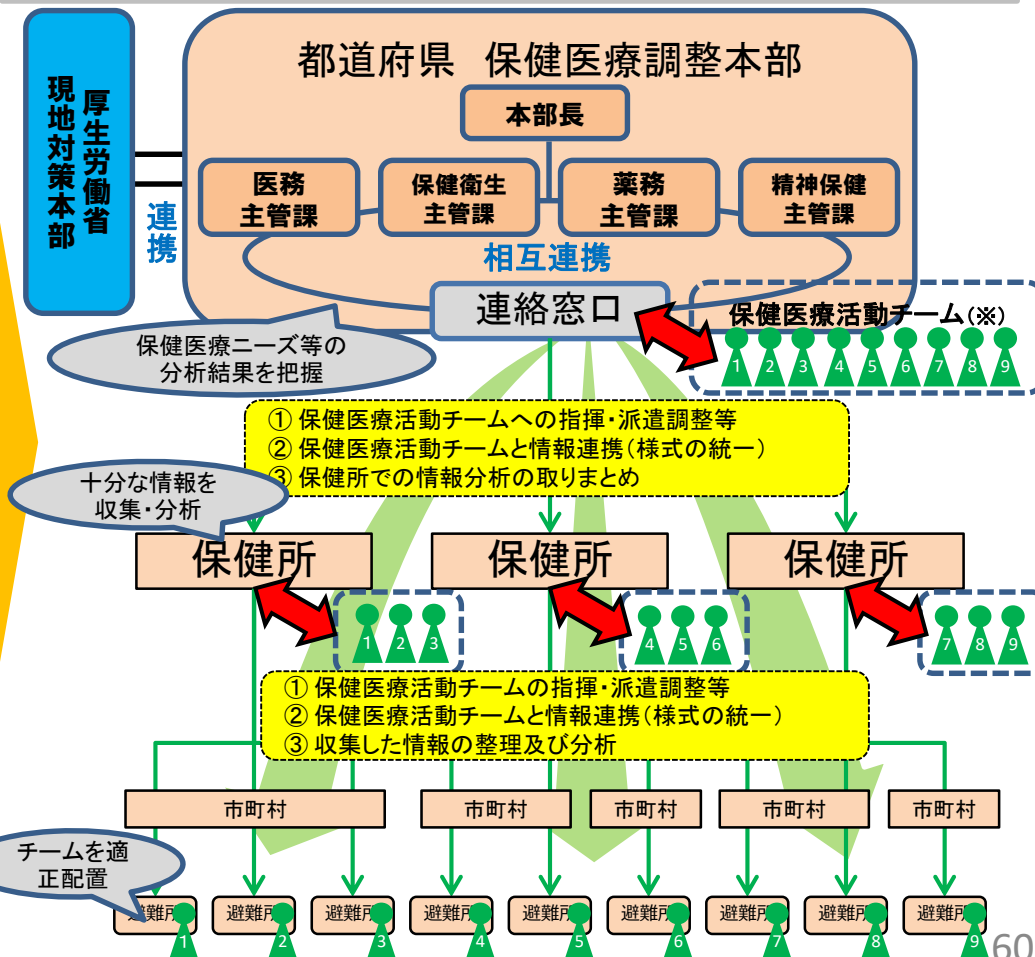 都道府県 保健医療調整本部
厚生労働省
現地対策本部
連携
本部長
医務
主管課
保健衛生
主管課
薬務
主管課
精神保健
主管課
相互連携
連絡窓口
保健医療活動チーム(※)
1 2 3 4 5 6 7 8 9
保健医療ニーズ等の
分析結果を把握
① 保健医療活動チームへの指揮・派遣調整等
② 保健医療活動チームと情報連携(様式の統一)
③ 保健所での情報分析の取りまとめ
十分な情報を
収集・分析
保健所
保健所
保健所
1 2 3
4 5 6
7 8 9
① 保健医療活動チームの指揮・派遣調整等
② 保健医療活動チームと情報連携(様式の統一)
③ 収集した情報の整理及び分析
市町村
市町村
市町村
市町村
市町村
チームを適
正配置
避難所
避難所
避難所
避難所
避難所
避難所
避難所
避難所
避難所
1 2 3 4 5 6 7 8 9
60